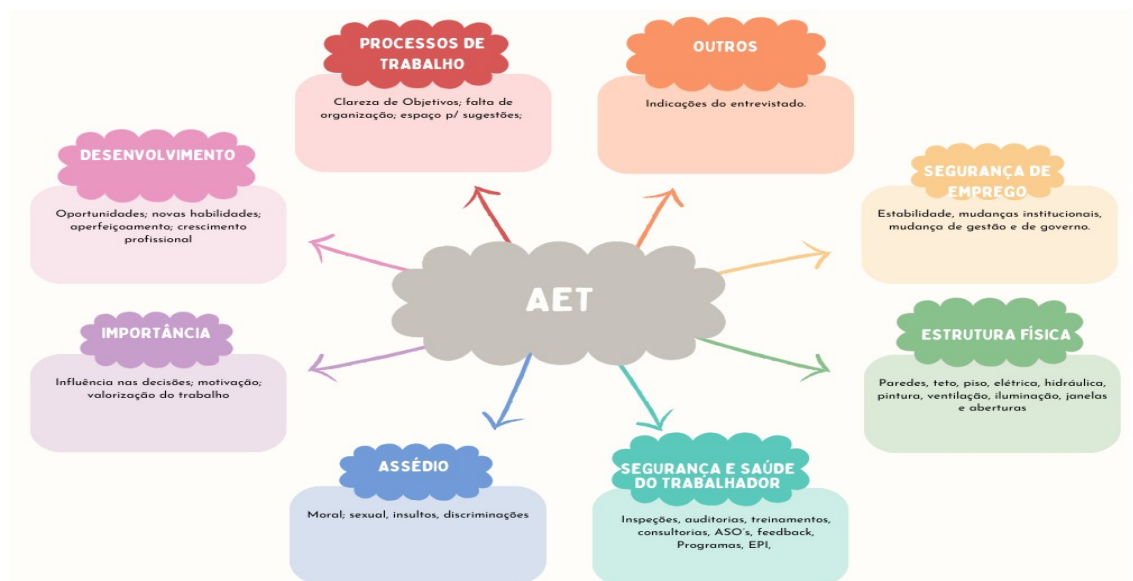 PROCESSOS DE
TRABALHO
Clareza de Objetivos; falta de
organização; espaço p/ sugestões;
OUTROS
Indicações do entrevistado.
DESENVOLVIMENTO
Oportunidades; novas habilidades;
aperfeiçoamento; crescimento
profissional
SEGURANÇA DE
EMPREGO
Estabilidade, mudanças institucionais,
mudança de gestão e de governo.
AET
IMPORTÂNCIA
Influência nas decisões; motivação;
valorização do trabalho
ESTRUTURA FÍSICA
Paredes, teto, piso, elétrica, hidráulica,
pintura, ventilação, iluminação, janelas
e aberturas
ASSÉDIO
Moral; sexual, insultos, discriminações
SEGURANÇA E SAÚDE
DO TRABALHADOR
Inspeções, auditorias, treinamentos,
consultorias, ASO's, feedback,
Programas, EPI,